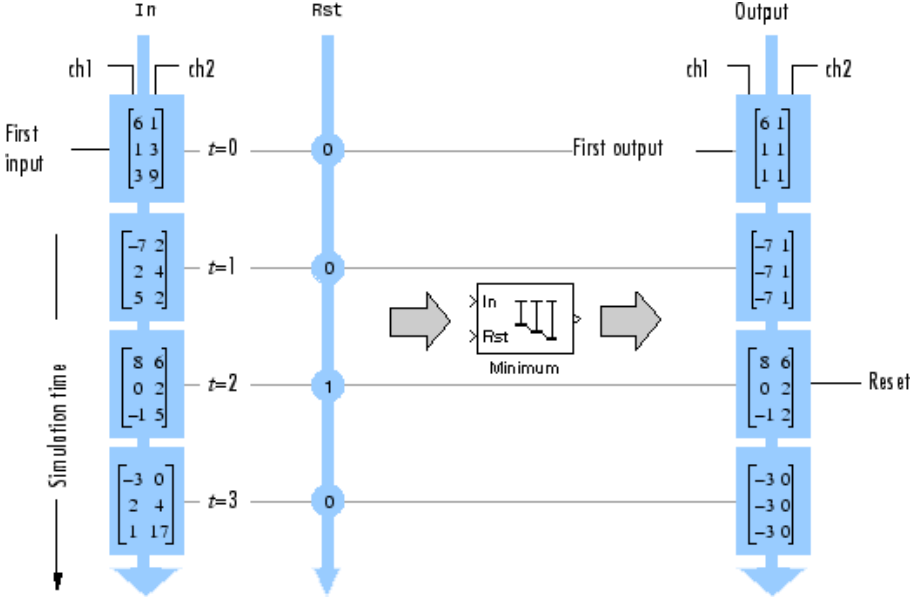 In Rst Output
ch1 ch2 ch1 ch2
First
input
6 1
1 3
3 9
t=0
0
First output
6 1
1 1
1 1
-7 2
2 4
5 2
t=1
0
-7 1
-7 1
-7 1
In
Rst
Minimum
8 6
0 2
-1 5
t=2
1
8 6
0 2
-1 2
Reset
Simulation time
-3 0
2 4
1 17
t=3
0
-3 0
-3 0
-3 0